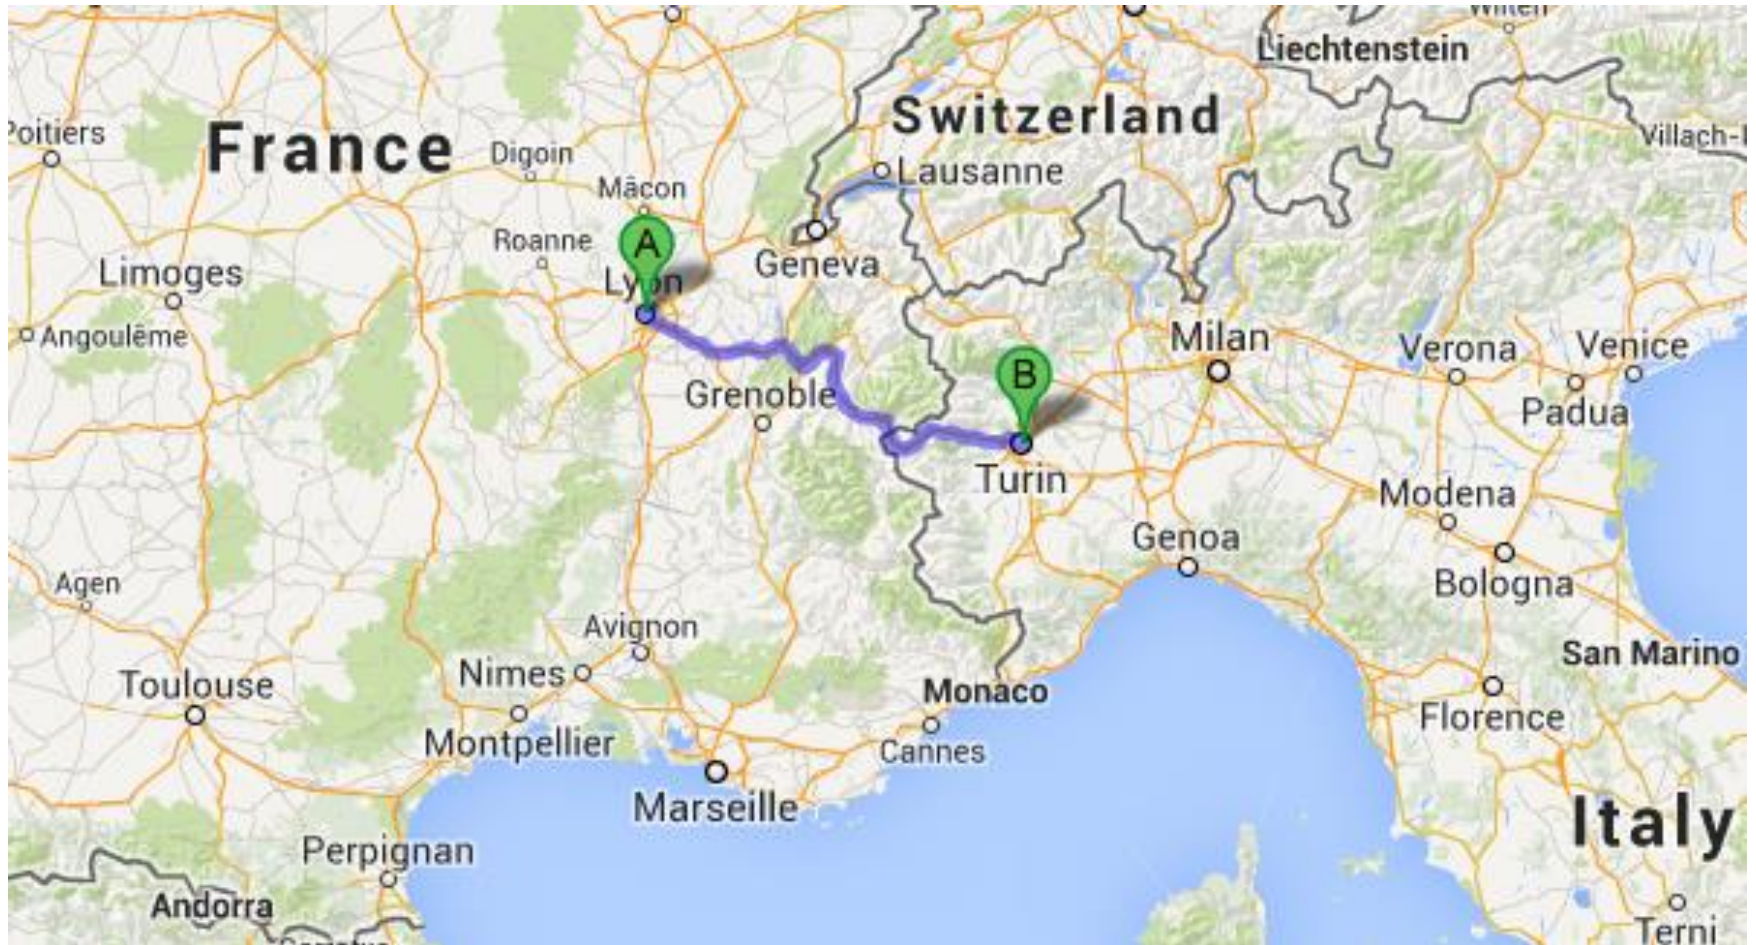 Wilten
Liechtenstein
Switzerland
Poitiers
France
Villach-
Digoin
Lausanne
Mâcon
A
Roanne
Geneva
Limoges
Lyon
Angoulême
Milan
Verona
Venice
B
Grenoble
Padua
Turin
Modena
Genoa
Agen
Bologna
Avignon
San Marino
Nimes
Toulouse
Monaco
Florence
Montpellier
Cannes
Marseille
Italy
Perpignan
Andorra
Terni